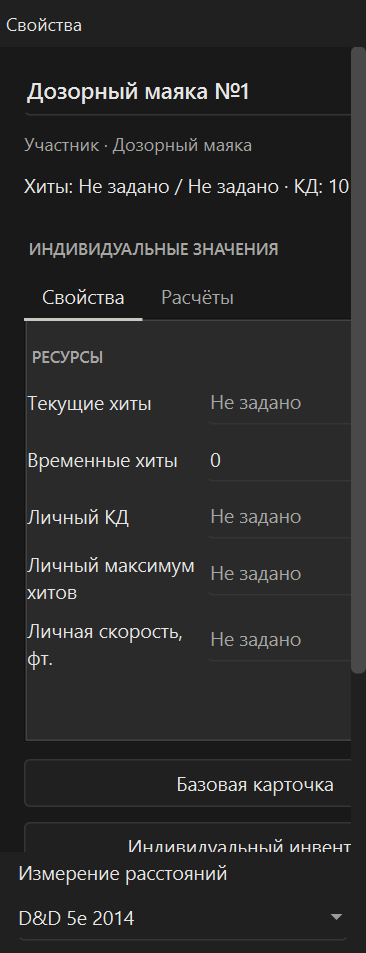 Свойства
Дозорный маяка №1
Участник · Дозорный маяка
Хиты: Не задано / Не задано · КД: 10
ИНДИВИДУАЛЬНЫЕ ЗНАЧЕНИЯ
Свойства Расчёты
РЕСУРСЫ
Текущие хиты Не задано
Временные хиты 0
Личный КД Не задано
Личный максимум
хитов Не задано
Личная скорость,
фт. Не задано
Базовая карточка
Индивидуальный инвент
Измерение расстояний
D&D 5e 2014